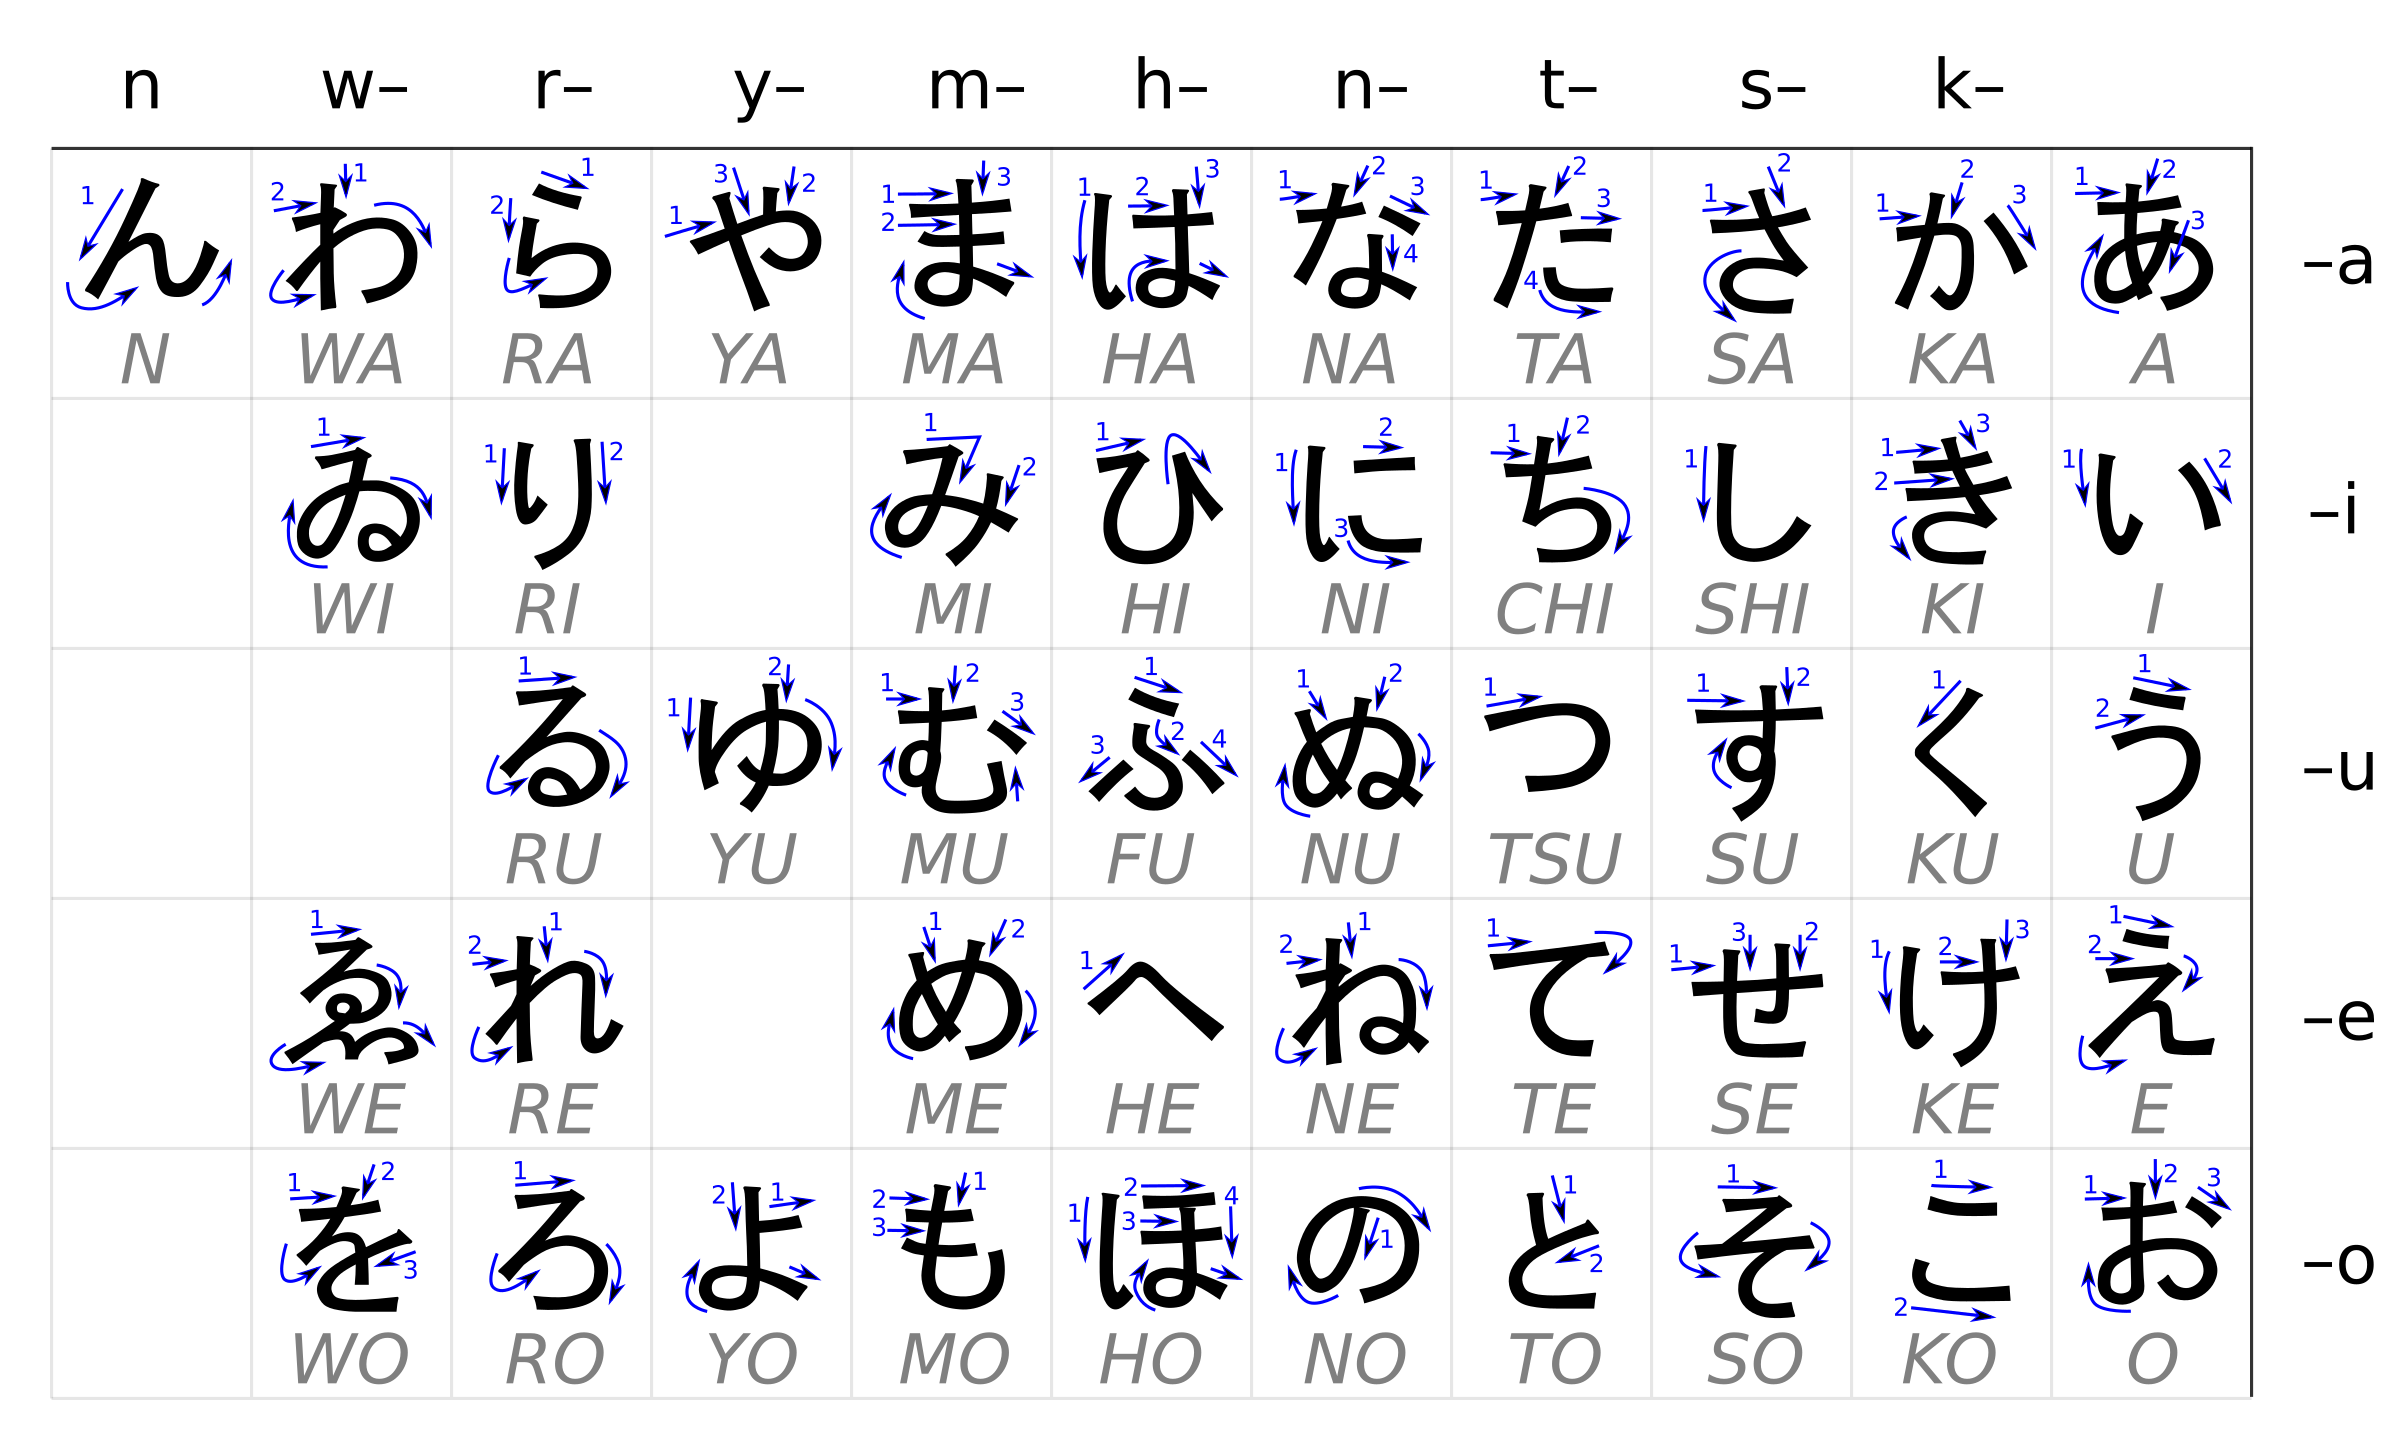 n w– r– y– m– h– n– t– s– k–
ん わ ら や ま は な た さ か あ –a
N WA RA YA MA HA NA TA SA KA A
ゐ り み ひ に ち し き い –i
WI RI MI HI NI CHI SHI KI I
る ゆ む ふ ぬ つ す く う –u
RU YU MU FU NU TSU SU KU U
ゑ れ め へ ね て せ け え –e
WE RE ME HE NE TE SE KE E
を ろ よ も ほ の と そ こ お –o
WO RO YO MO HO NO TO SO KO O